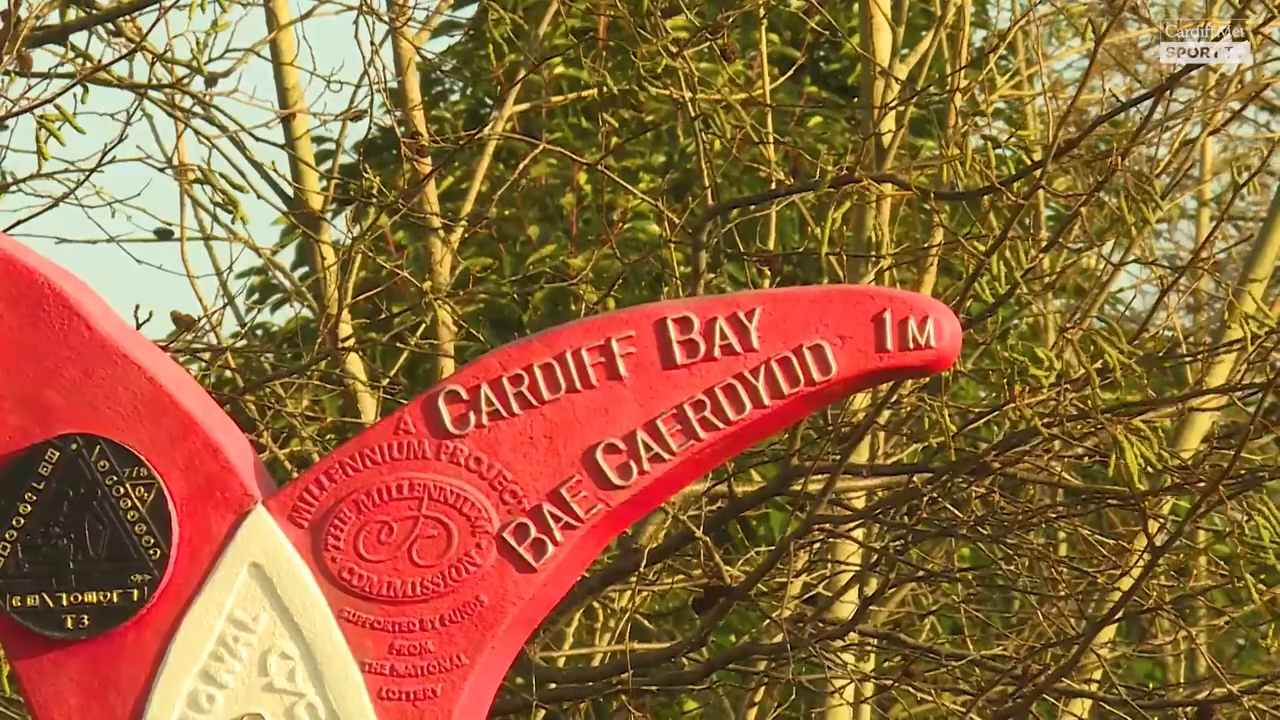 Cardiff Met
SPORT TV
CARDIFF BAY 1M
BAE CAERDYDD
A
MILLENNIUM PROJECT
THE MILLENNIUM
COMMISSION
SUPPORTED BY FUNDS
FROM
THE NATIONAL
LOTTERY
T3